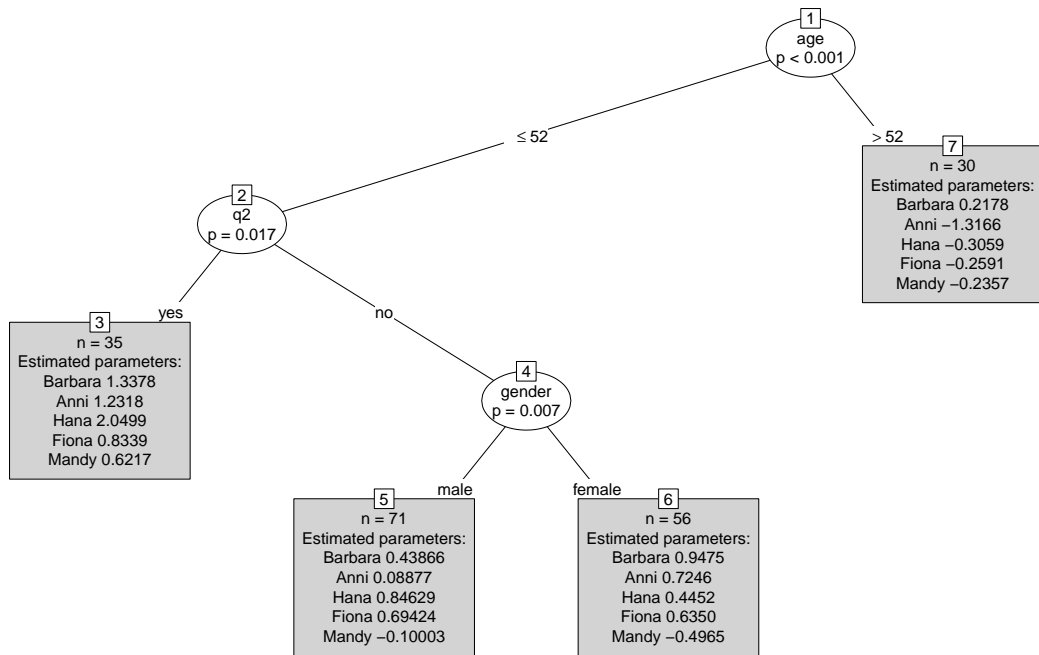 1
age
p < 0.001
≤ 52
> 52
2
q2
p = 0.017
yes
no
3
n = 35
Estimated parameters:
Barbara 1.3378
Anni 1.2318
Hana 2.0499
Fiona 0.8339
Mandy 0.6217
4
gender
p = 0.007
male
female
5
n = 71
Estimated parameters:
Barbara 0.43866
Anni 0.08877
Hana 0.84629
Fiona 0.69424
Mandy −0.10003
6
n = 56
Estimated parameters:
Barbara 0.9475
Anni 0.7246
Hana 0.4452
Fiona 0.6350
Mandy −0.4965
7
n = 30
Estimated parameters:
Barbara 0.2178
Anni −1.3166
Hana −0.3059
Fiona −0.2591
Mandy −0.2357